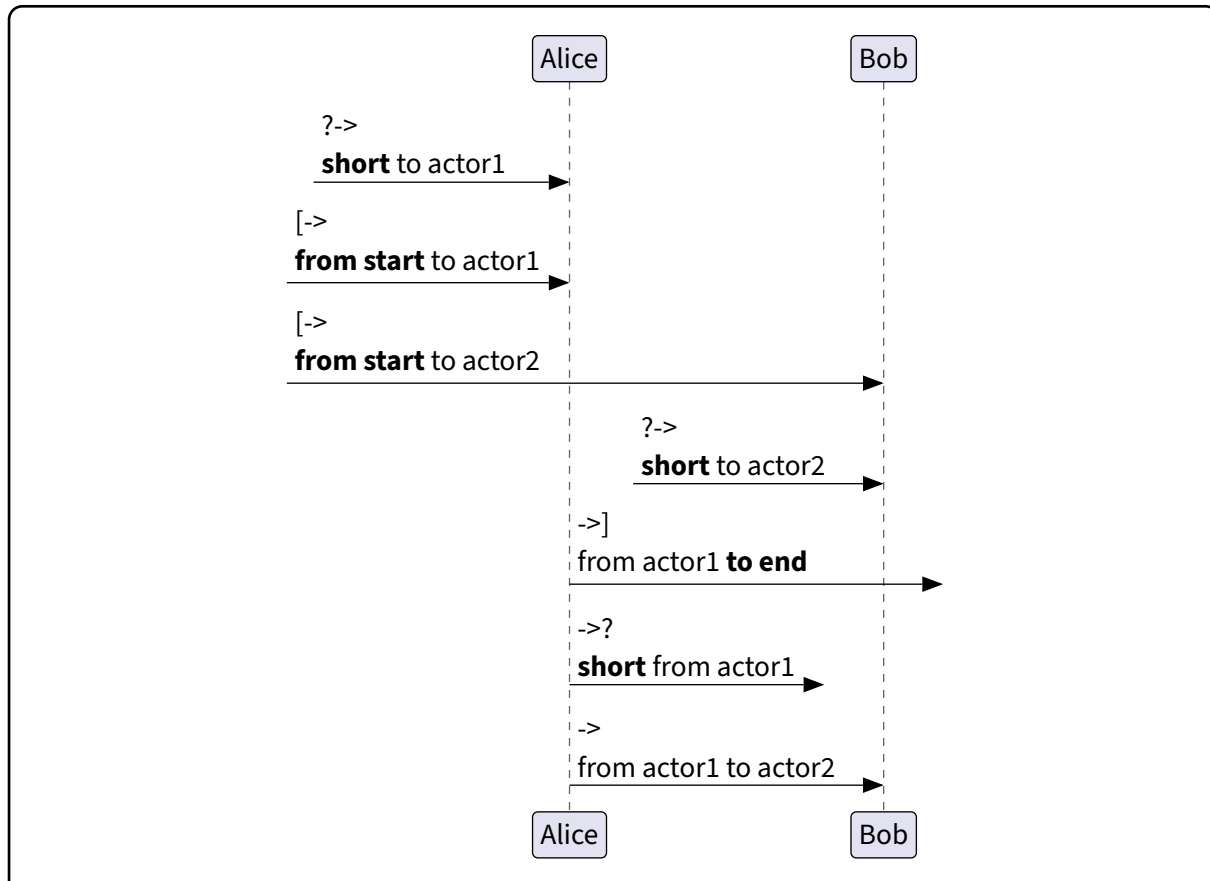 Alice
Bob
?->
short to actor1
[->
from start to actor1
[->
from start to actor2
?->
short to actor2
->]
from actor1 to end
->?
short from actor1
->
from actor1 to actor2
Alice
Bob